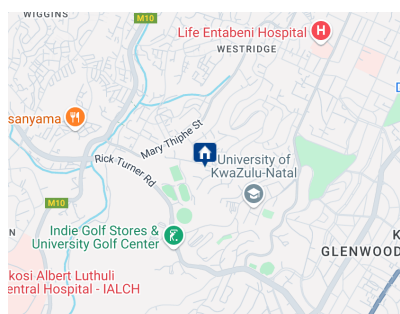 WIGGINS
M10
Life Entabeni Hospital
H
WESTRIDGE
sanyama
Mary Thiphe St
Rick Turner Rd
University of
KwaZulu-Natal
M10
Indie Golf Stores &
University Golf Center
K
GLENWOOD
kosi Albert Luthuli
entral Hospital - IALCH